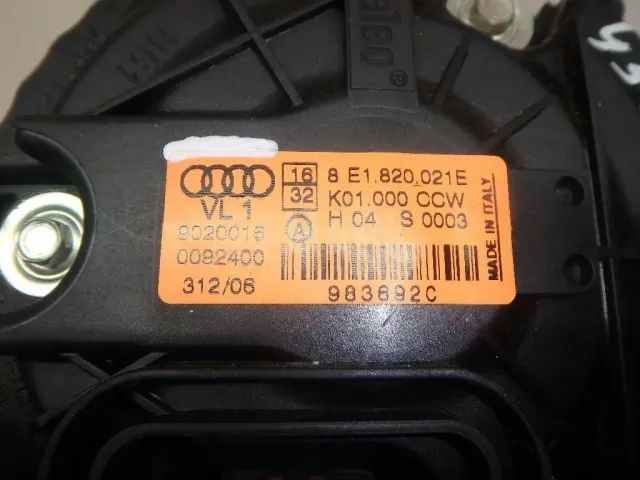 VL 1
9020016
0092400
312/06
16
32
A
8 E1.820.021E
K01.000 CCW
H 04 S 0003
983692C
MADE IN ITALY